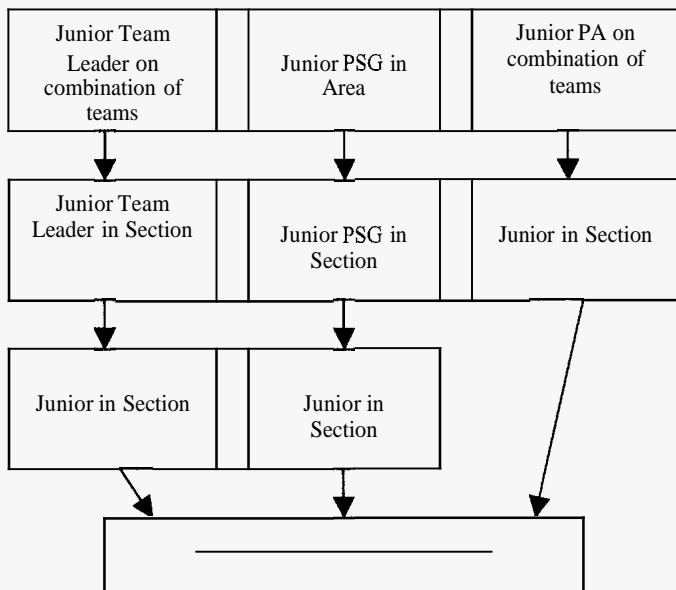 Junior Team
Leader on
combination of
teams
Junior PSG in
Area
Junior PA on
combination of
teams
Junior Team
Leader in Section
Junior PSG in
Section
Junior in Section
Junior in Section
Junior in
Section